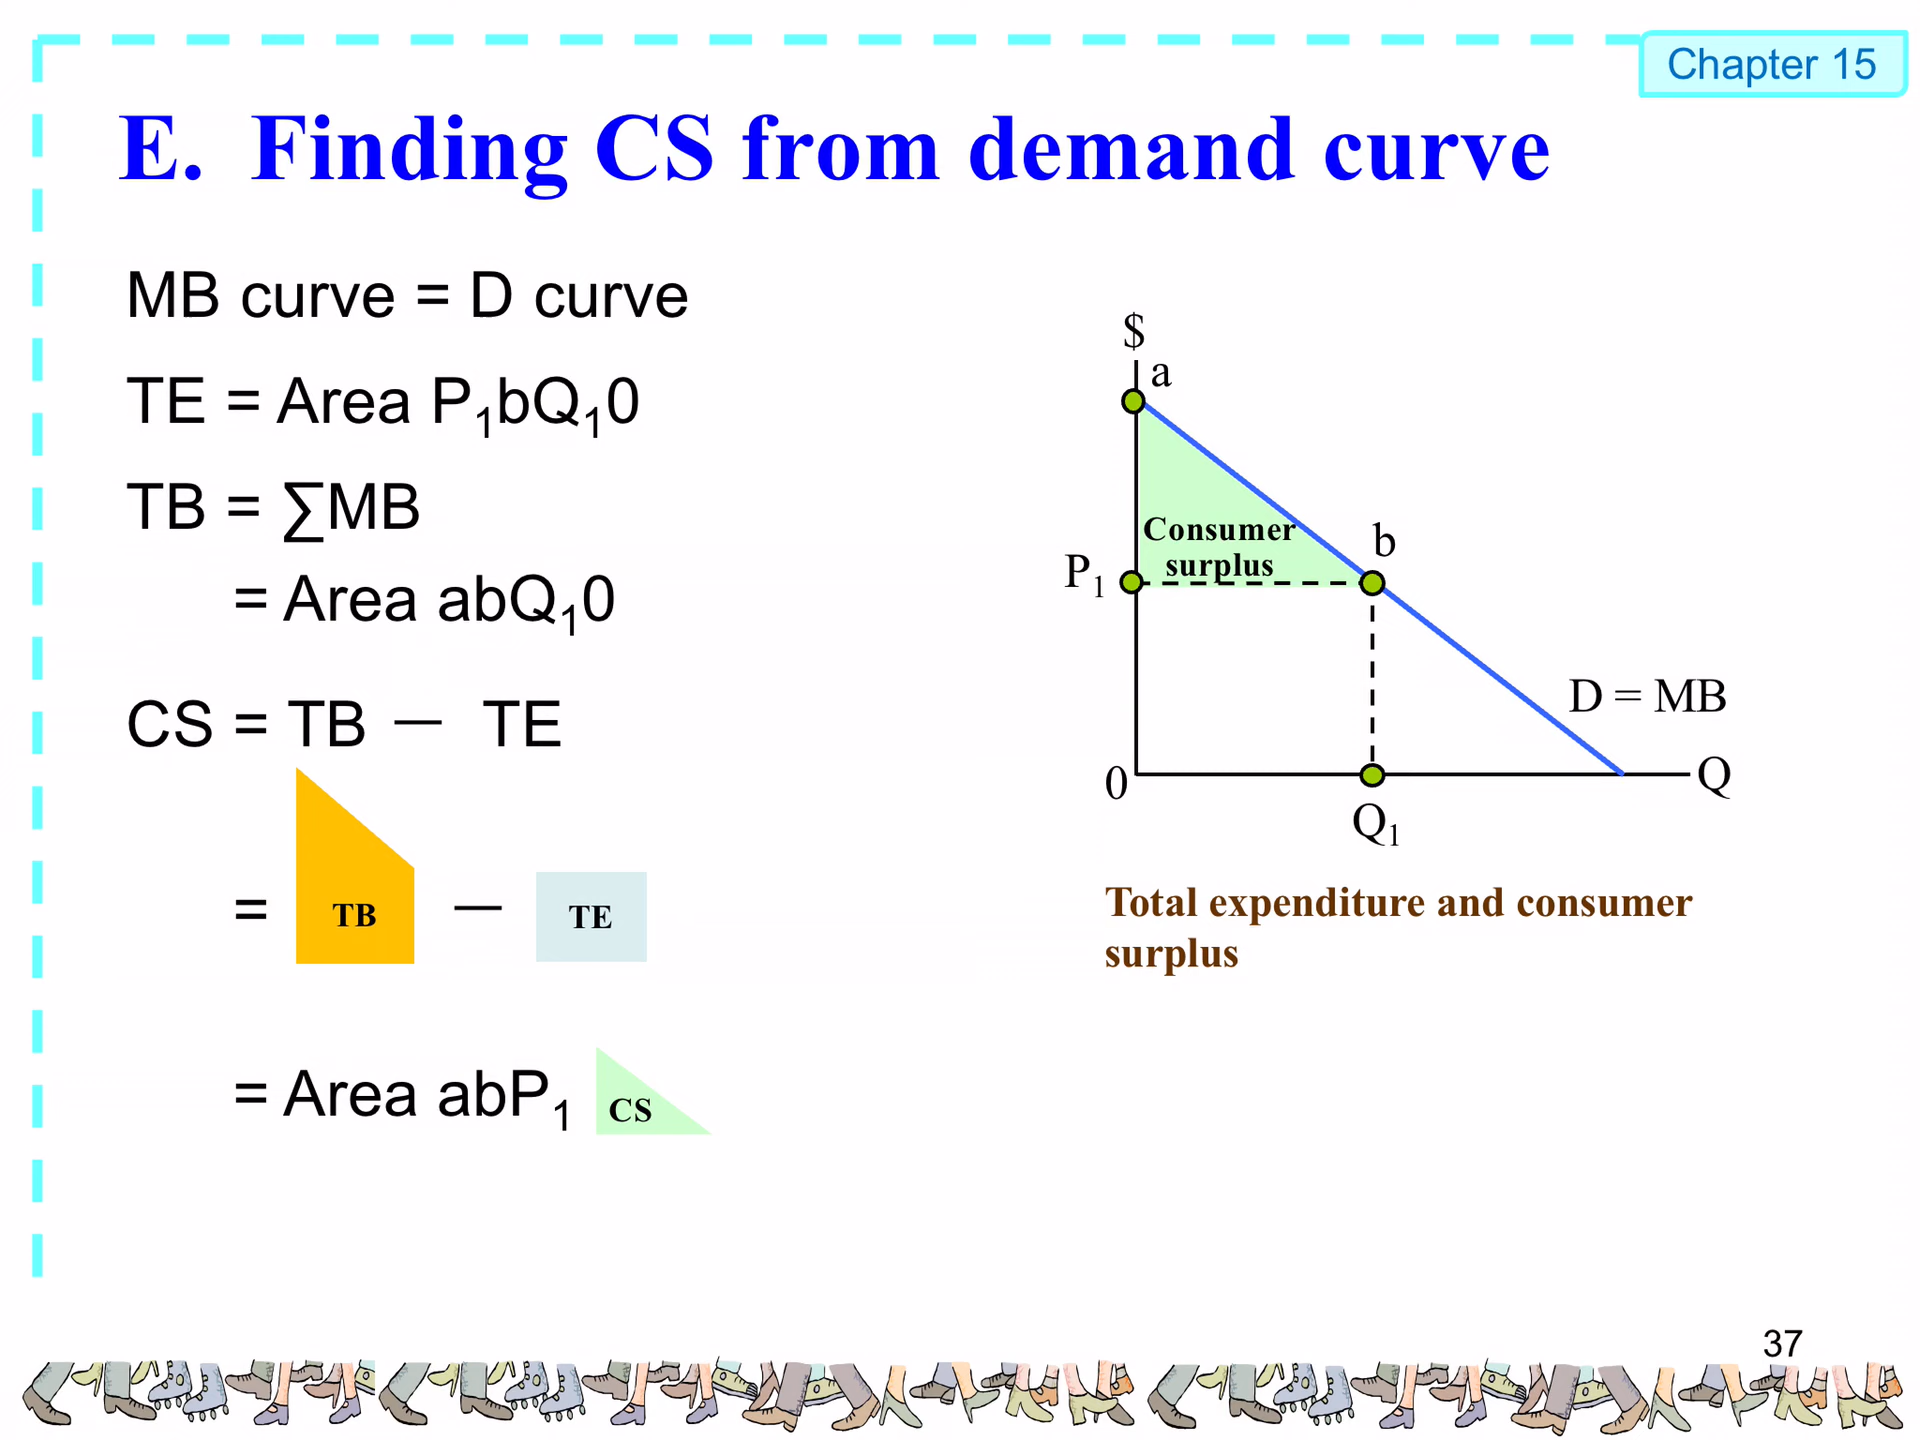 Chapter 15
E. Finding CS from demand curve
MB curve = D curve
TE = Area P₁bQ₁0
TB = ∑MB
= Area abQ₁0
CS = TB － TE
= TB － TE
= Area abP₁ CS
$
a
Consumer
surplus
b
P₁
D = MB
0
Q
Q₁
Total expenditure and consumer
surplus
37